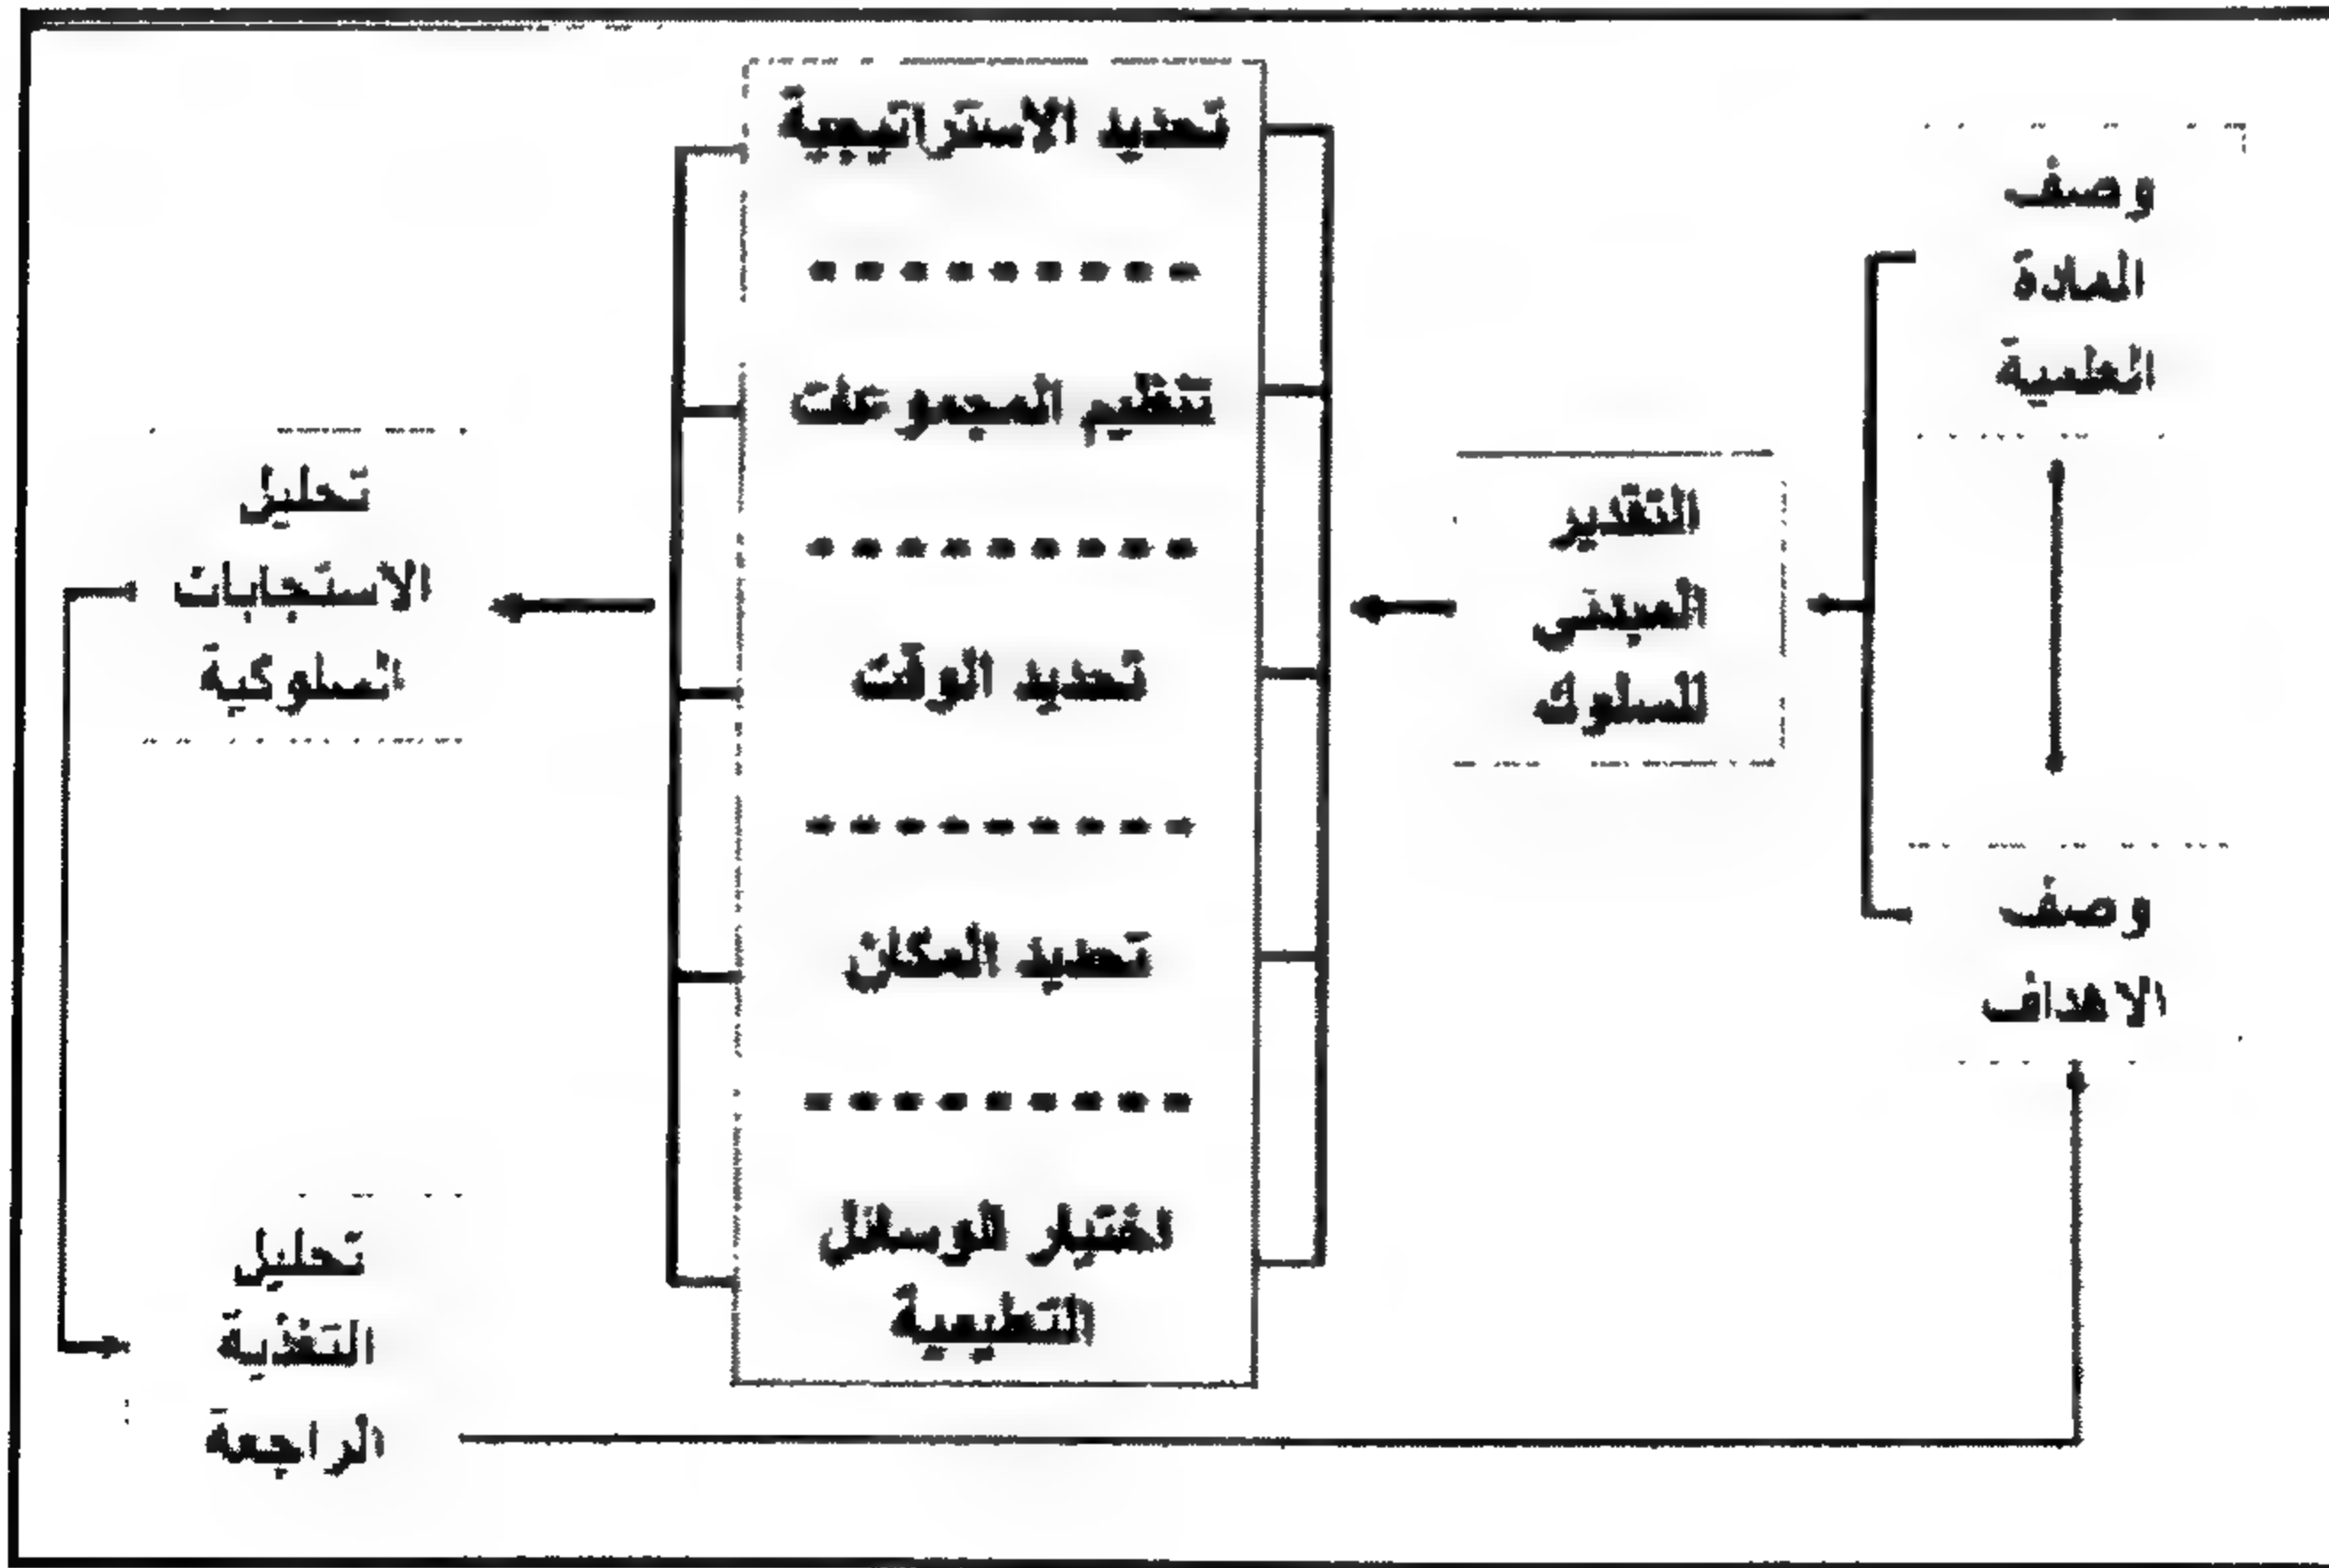 وصف
المادة
العلمية
وصف
الاهداف
التقدير
المبدئى
للسلوك
تحديد الاستراتيجية
تنظيم المجموعات
تحديد الوقت
تحديد المكان
اختيار الوسائل
التعليمية
تحليل
الاستجابات
السلوكية
تحليل
التغذية
الراجعة